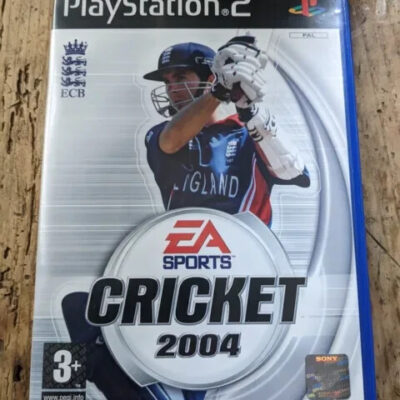 PlayStation®2
PAL
ECB
ENGLAND
EA
SPORTS
CRICKET
2004
3+
www.pegi.info
SONY